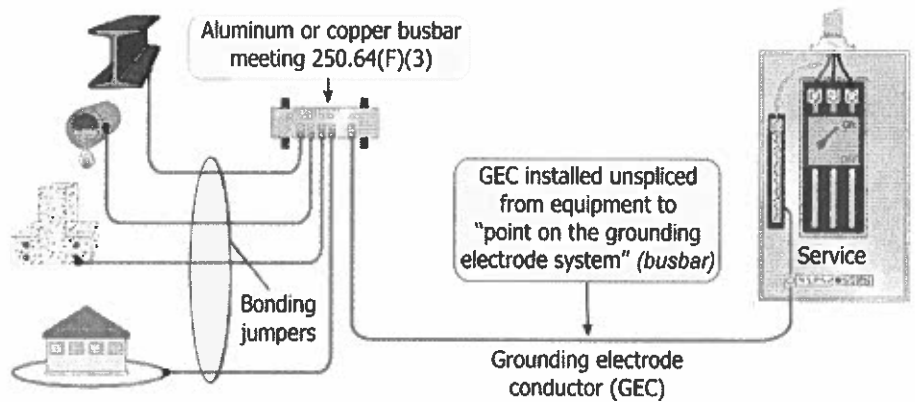 Aluminum or copper busbar
meeting 250.64(F)(3)
GEC installed unspliced
from equipment to
“point on the grounding
electrode system” (busbar)
ON
OFF
Service
Bonding
jumpers
Grounding electrode
conductor (GEC)